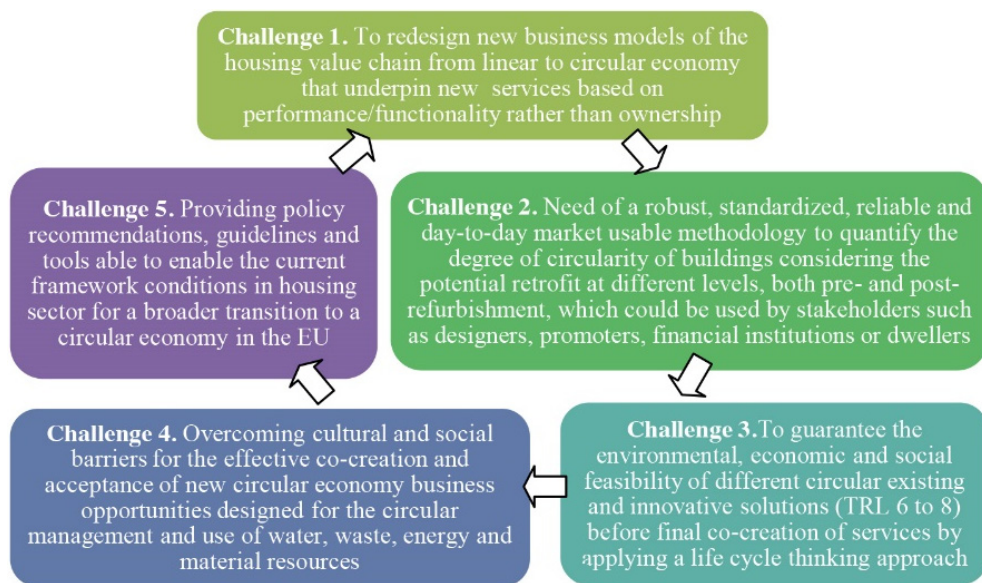 Challenge 1. To redesign new business models of the
housing value chain from linear to circular economy
that underpin new services based on
performance/functionality rather than ownership
Challenge 2. Need of a robust, standardized, reliable and
day-to-day market usable methodology to quantify the
degree of circularity of buildings considering the
potential retrofit at different levels, both pre- and post-
refurbishment, which could be used by stakeholders such
as designers, promoters, financial institutions or dwellers
Challenge 3.To guarantee the
environmental, economic and social
feasibility of different circular existing
and innovative solutions (TRL 6 to 8)
before final co-creation of services by
applying a life cycle thinking approach
Challenge 4. Overcoming cultural and social
barriers for the effective co-creation and
acceptance of new circular economy business
opportunities designed for the circular
management and use of water, waste, energy and
material resources
Challenge 5. Providing policy
recommendations, guidelines and
tools able to enable the current
framework conditions in housing
sector for a broader transition to a
circular economy in the EU